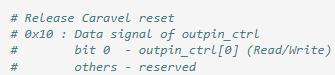 # Release Caravel reset
# 0x10 : Data signal of outpin_ctrl
#        bit 0  - outpin_ctrl[0] (Read/Write)
#        others - reserved